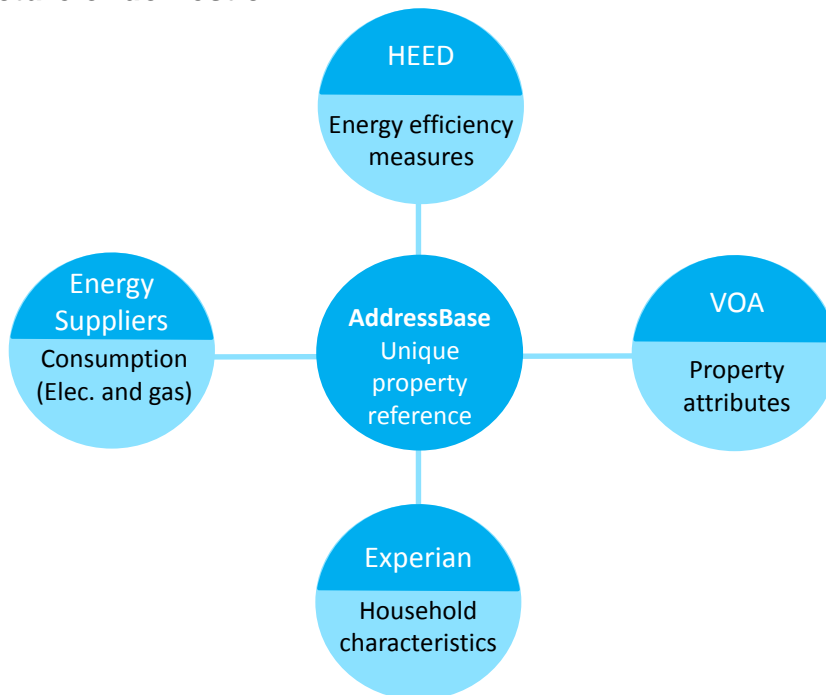 HEED
Energy efficiency
measures
Energy
Suppliers
Consumption
(Elec. and gas)
AddressBase
Unique
property
reference
VOA
Property
attributes
Experian
Household
characteristics